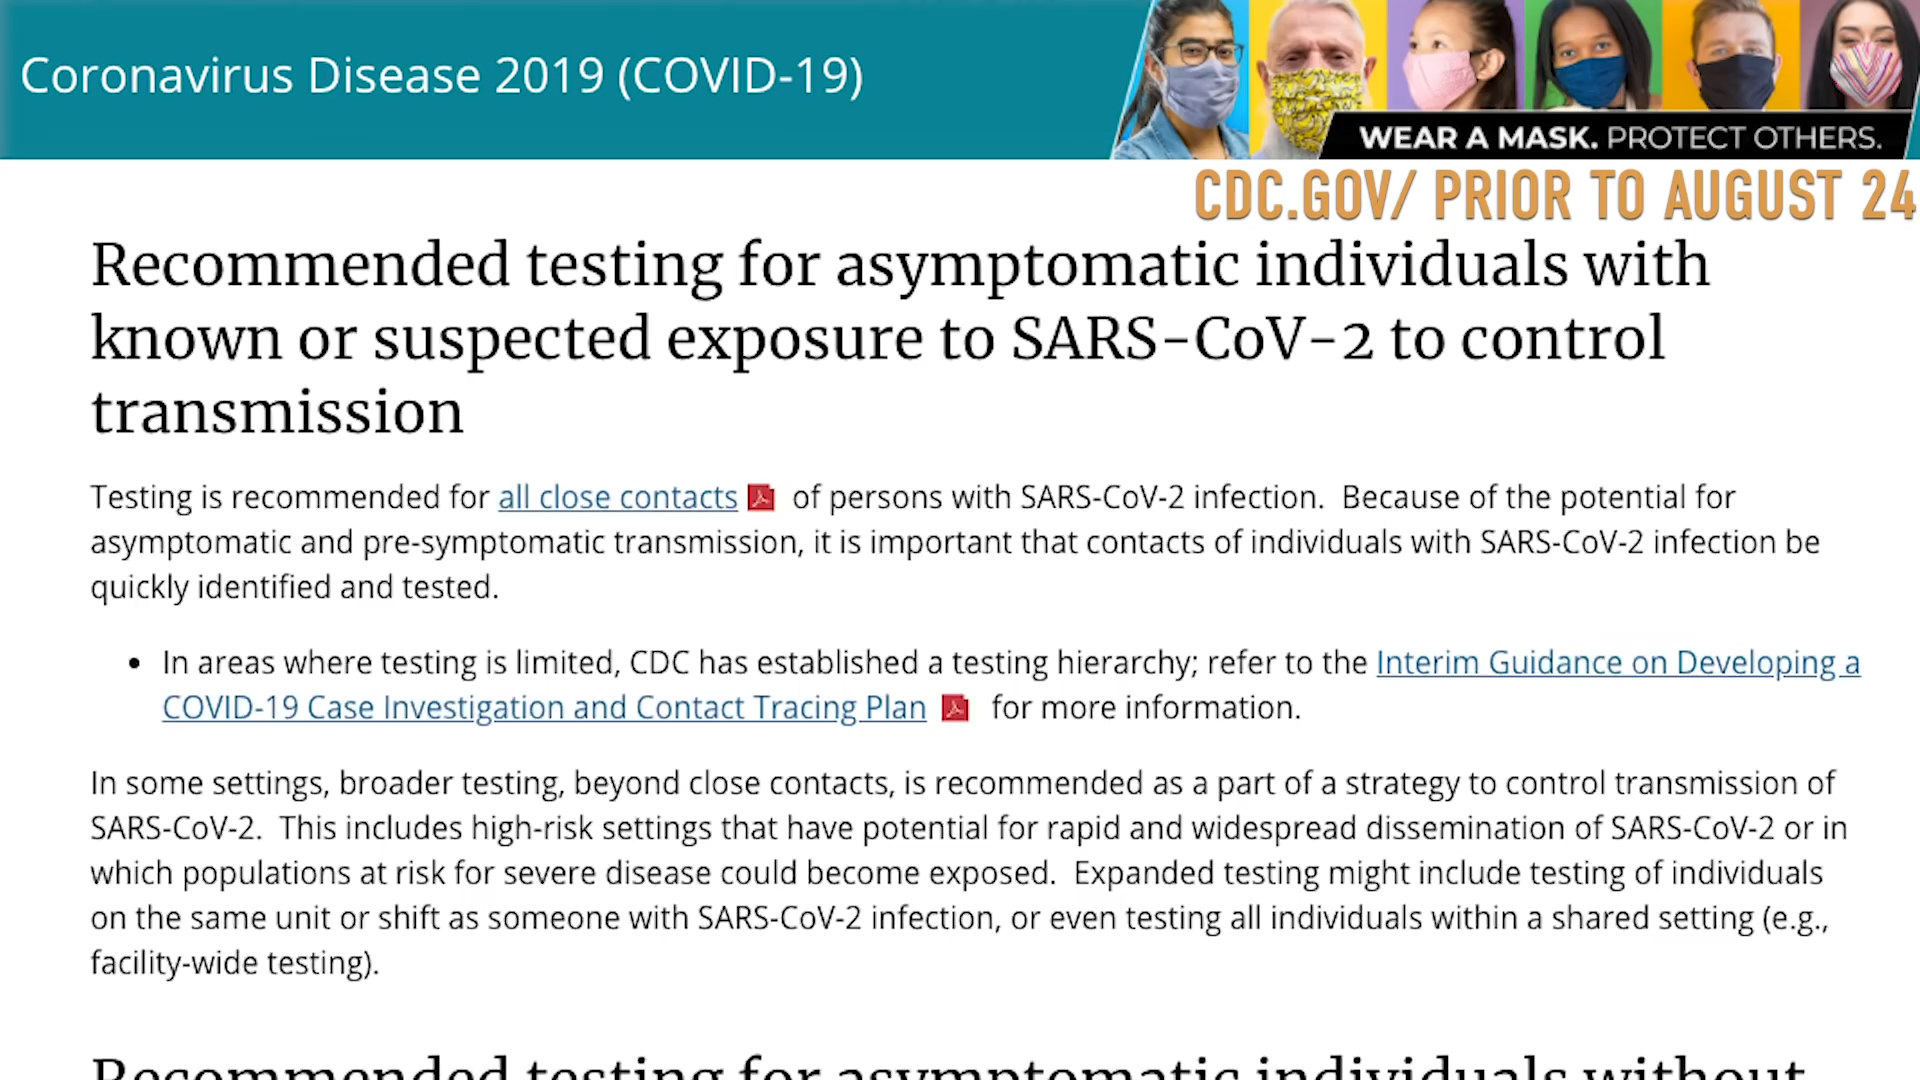 Coronavirus Disease 2019 (COVID-19)
WEAR A MASK. PROTECT OTHERS.
CDC.GOV/ PRIOR TO AUGUST 24
Recommended testing for asymptomatic individuals with
known or suspected exposure to SARS-CoV-2 to control
transmission
Testing is recommended for all close contacts of persons with SARS-CoV-2 infection. Because of the potential for
asymptomatic and pre-symptomatic transmission, it is important that contacts of individuals with SARS-CoV-2 infection be
quickly identified and tested.
• In areas where testing is limited, CDC has established a testing hierarchy; refer to the Interim Guidance on Developing a
COVID-19 Case Investigation and Contact Tracing Plan for more information.
In some settings, broader testing, beyond close contacts, is recommended as a part of a strategy to control transmission of
SARS-CoV-2. This includes high-risk settings that have potential for rapid and widespread dissemination of SARS-CoV-2 or in
which populations at risk for severe disease could become exposed. Expanded testing might include testing of individuals
on the same unit or shift as someone with SARS-CoV-2 infection, or even testing all individuals within a shared setting (e.g.,
facility-wide testing).
Recommended testing for asymptomatic individuals without